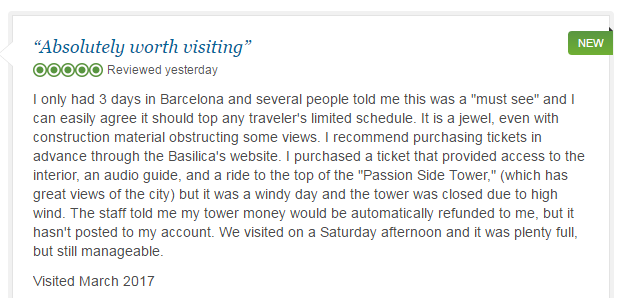 “Absolutely worth visiting”
NEW
Reviewed yesterday
I only had 3 days in Barcelona and several people told me this was a "must see" and I
can easily agree it should top any traveler's limited schedule. It is a jewel, even with
construction material obstructing some views. I recommend purchasing tickets in
advance through the Basilica's website. I purchased a ticket that provided access to the
interior, an audio guide, and a ride to the top of the "Passion Side Tower," (which has
great views of the city) but it was a windy day and the tower was closed due to high
wind. The staff told me my tower money would be automatically refunded to me, but it
hasn't posted to my account. We visited on a Saturday afternoon and it was plenty full,
but still manageable.
Visited March 2017